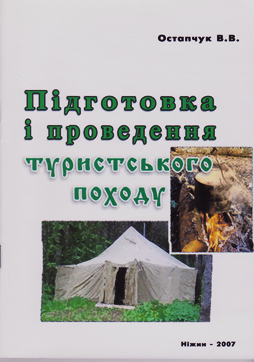 Остапчук В.В.
Підготовка
і проведення
туристського
походу
Ніжин - 2007